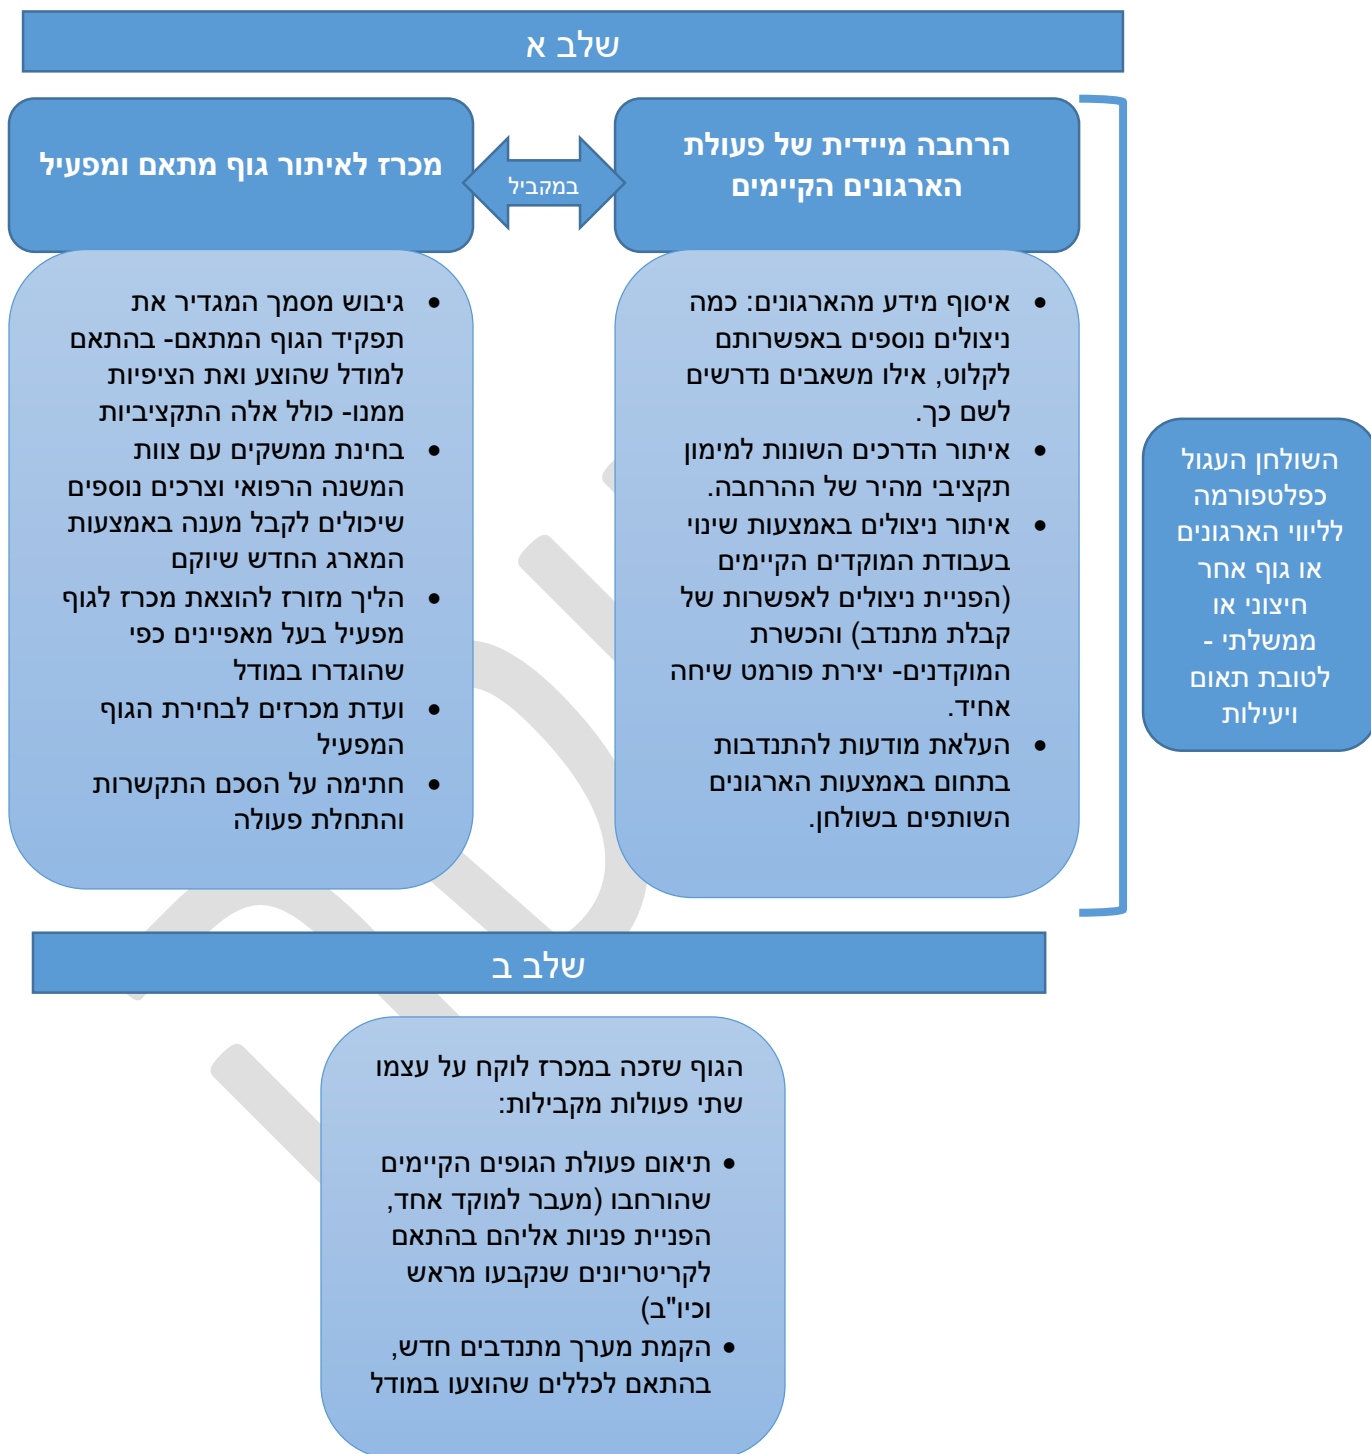 שלב א
הרחבה מיידית של פעולת
הארגונים הקיימים
במקביל
מכרז לאיתור גוף מתאם ומפעיל
• איסוף מידע מהארגונים: כמה
ניצולים נוספים באפשרותם
לקלוט, אילו משאבים נדרשים
לשם כך.
• איתור הדרכים השונות למימון
תקציבי מהיר של ההרחבה.
• איתור ניצולים באמצעות שינוי
בעבודת המוקדים הקיימים
(הפניית ניצולים לאפשרות של
קבלת מתנדב) והכשרת
המוקדנים- יצירת פורמט שיחה
אחיד.
• העלאת מודעות להתנדבות
בתחום באמצעות הארגונים
השותפים בשולחן.
• גיבוש מסמך המגדיר את
תפקיד הגוף המתאם- בהתאם
למודל שהוצע ואת הציפיות
ממנו- כולל אלה התקציביות
• בחינת ממשקים עם צוות
המשנה הרפואי וצרכים נוספים
שיכולים לקבל מענה באמצעות
המארג החדש שיוקם
• הליך מזורז להוצאת מכרז לגוף
מפעיל בעל מאפיינים כפי
שהוגדרו במודל
• ועדת מכרזים לבחירת הגוף
המפעיל
• חתימה על הסכם התקשרות
והתחלת פעולה
השולחן העגול
כפלטפורמה
לליווי הארגונים
או גוף אחר
חיצוני או
ממשלתי -
לטובת תאום
ויעילות
שלב ב
הגוף שזכה במכרז לוקח על עצמו
שתי פעולות מקבילות:
• תיאום פעולת הגופים הקיימים
שהורחבו (מעבר למוקד אחד,
הפניית פניות אליהם בהתאם
לקריטריונים שנקבעו מראש
וכיו"ב)
• הקמת מערך מתנדבים חדש,
בהתאם לכללים שהוצעו במודל